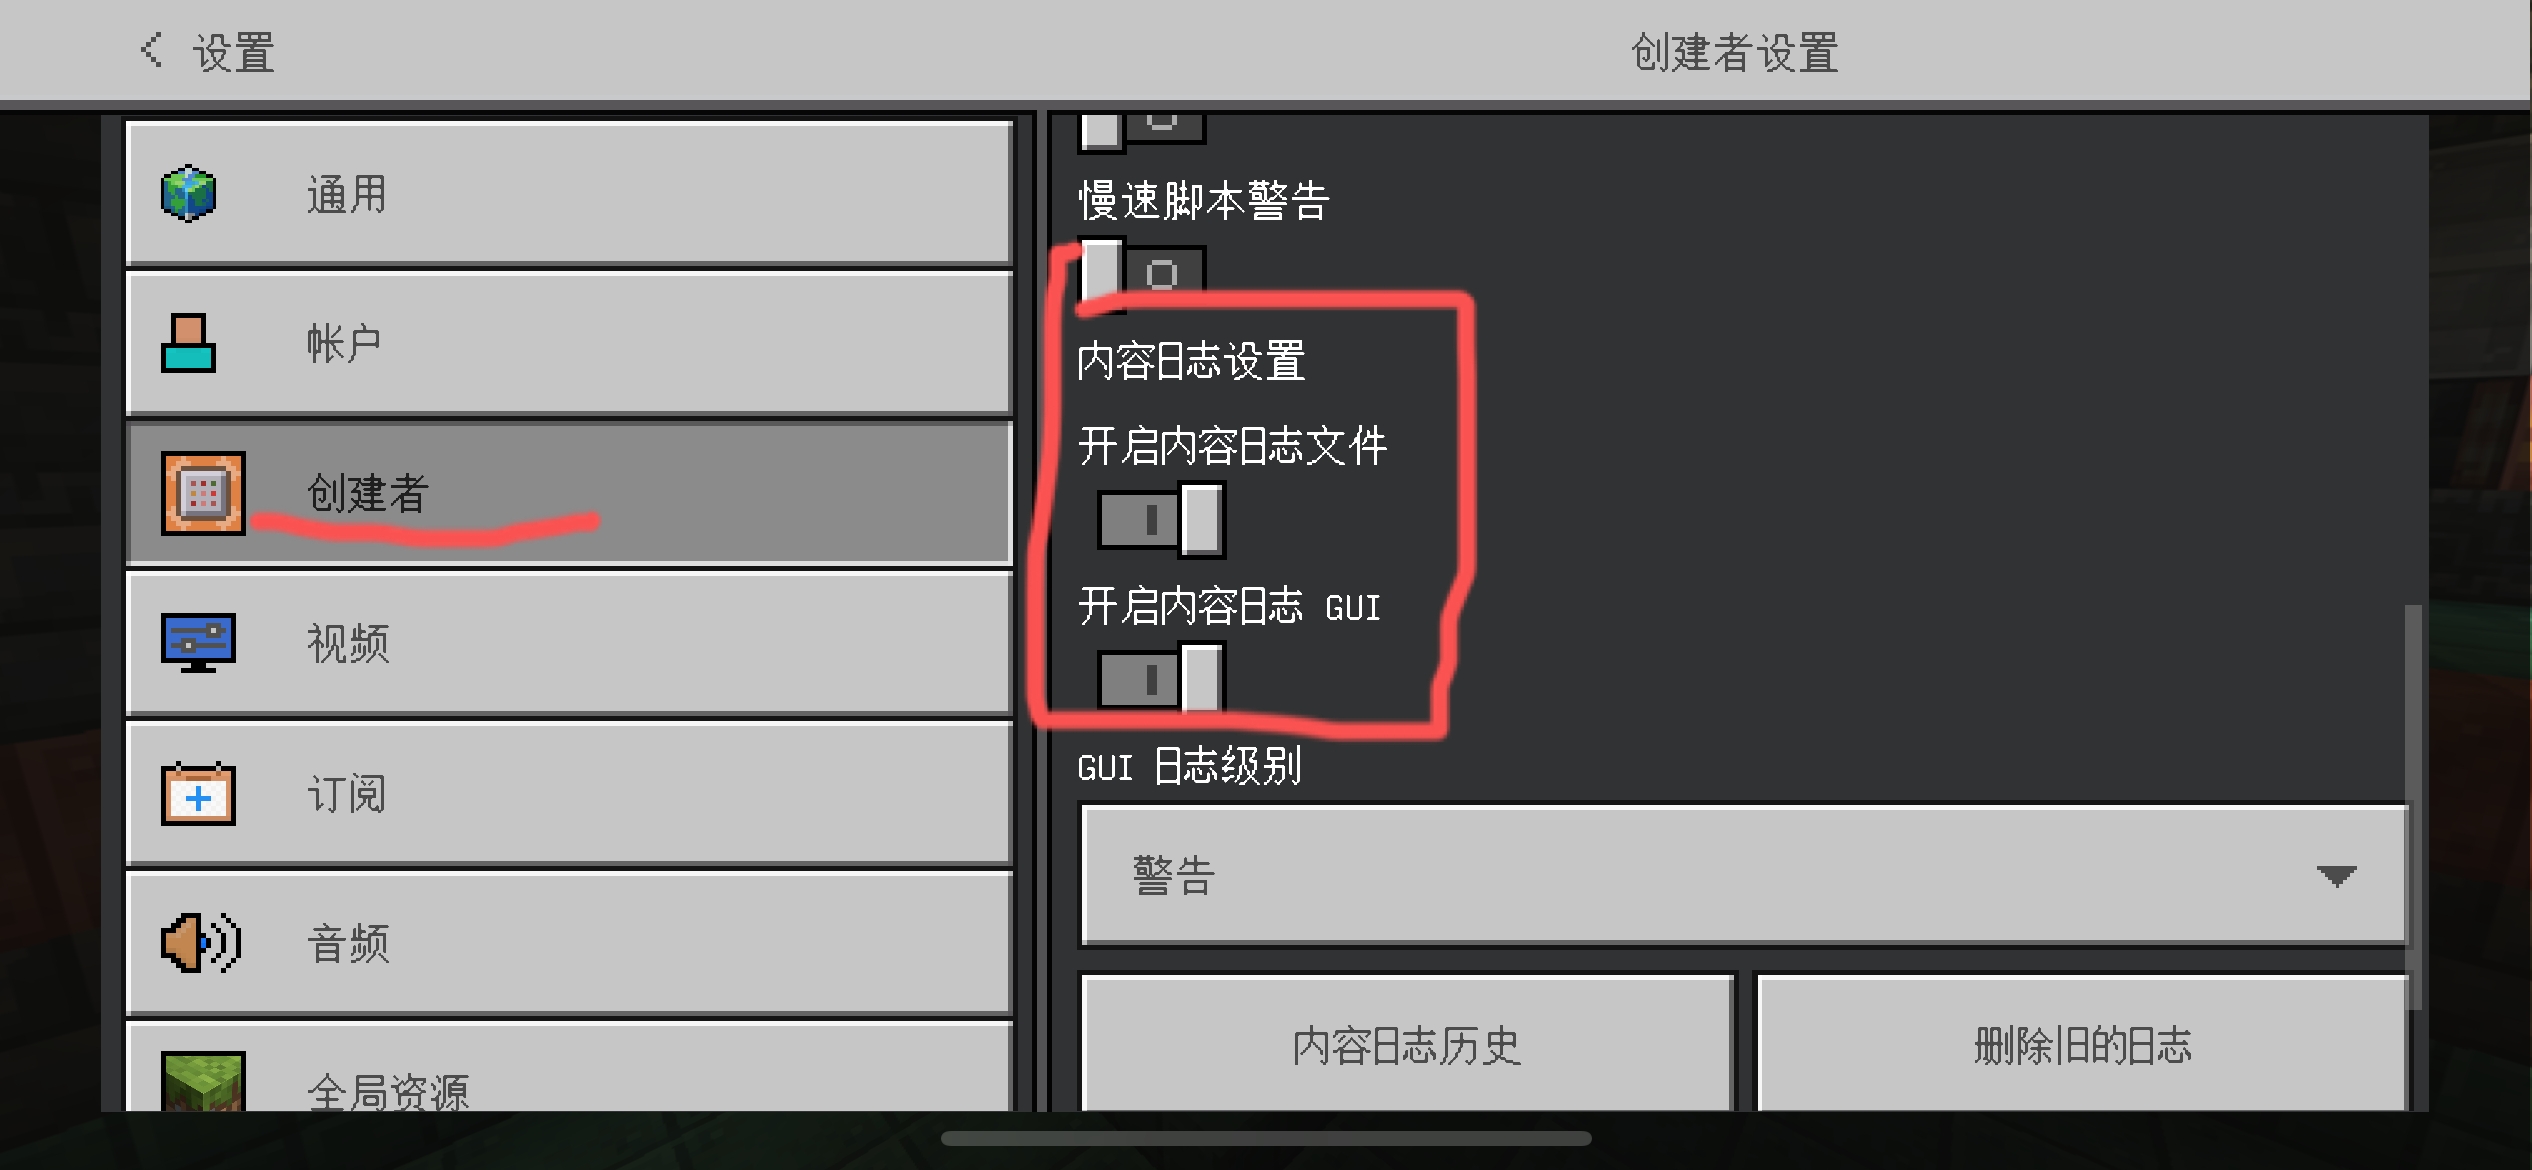 设置
创建者设置
通用
帐户
创建者
视频
订阅
音频
全局资源
慢速脚本警告
内容日志设置
开启内容日志文件
开启内容日志 GUI
GUI 日志级别
警告
内容日志历史
删除旧的日志